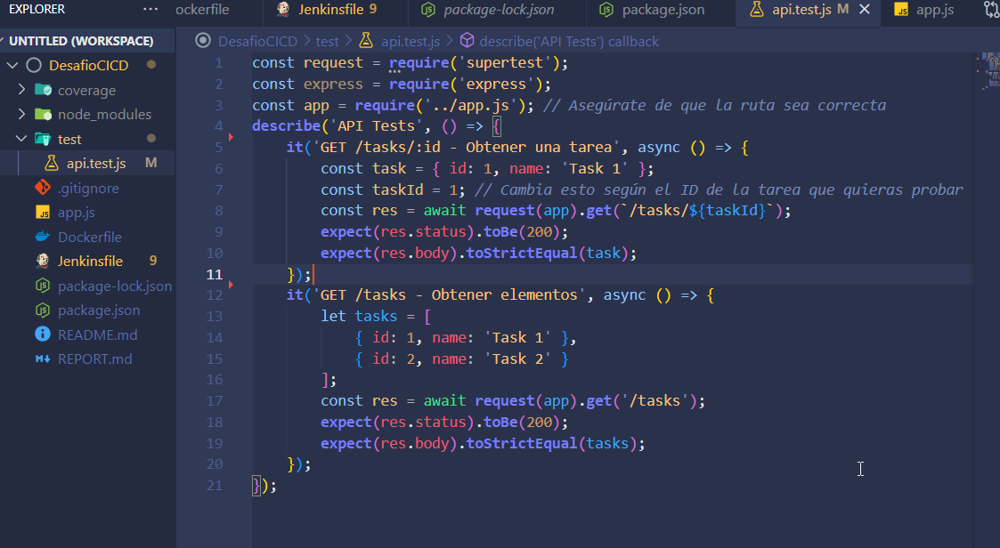 EXPLORER ··· ockerfile Jenkinsfile 9 package-lock.json package.json api.test.js M app.js
UNTITLED (WORKSPACE)
DesafioCICD
coverage
node_modules
test
api.test.js M
.gitignore
app.js
Dockerfile
Jenkinsfile 9
package-lock.json
package.json
README.md
REPORT.md
DesafioCICD > test > api.test.js > describe('API Tests') callback
1 const request = require('supertest');
2 const express = require('express');
3 const app = require('../app.js'); // Asegúrate de que la ruta sea correcta
4 describe('API Tests', () => {
5 it('GET /tasks/:id - Obtener una tarea', async () => {
6 const task = { id: 1, name: 'Task 1' };
7 const taskId = 1; // Cambia esto según el ID de la tarea que quieras probar
8 const res = await request(app).get(`/tasks/${taskId}`);
9 expect(res.status).toBe(200);
10 expect(res.body).toStrictEqual(task);
11 });
12 it('GET /tasks - Obtener elementos', async () => {
13 let tasks = [
14 { id: 1, name: 'Task 1' },
15 { id: 2, name: 'Task 2' }
16 ];
17 const res = await request(app).get('/tasks');
18 expect(res.status).toBe(200);
19 expect(res.body).toStrictEqual(tasks);
20 });
21 });